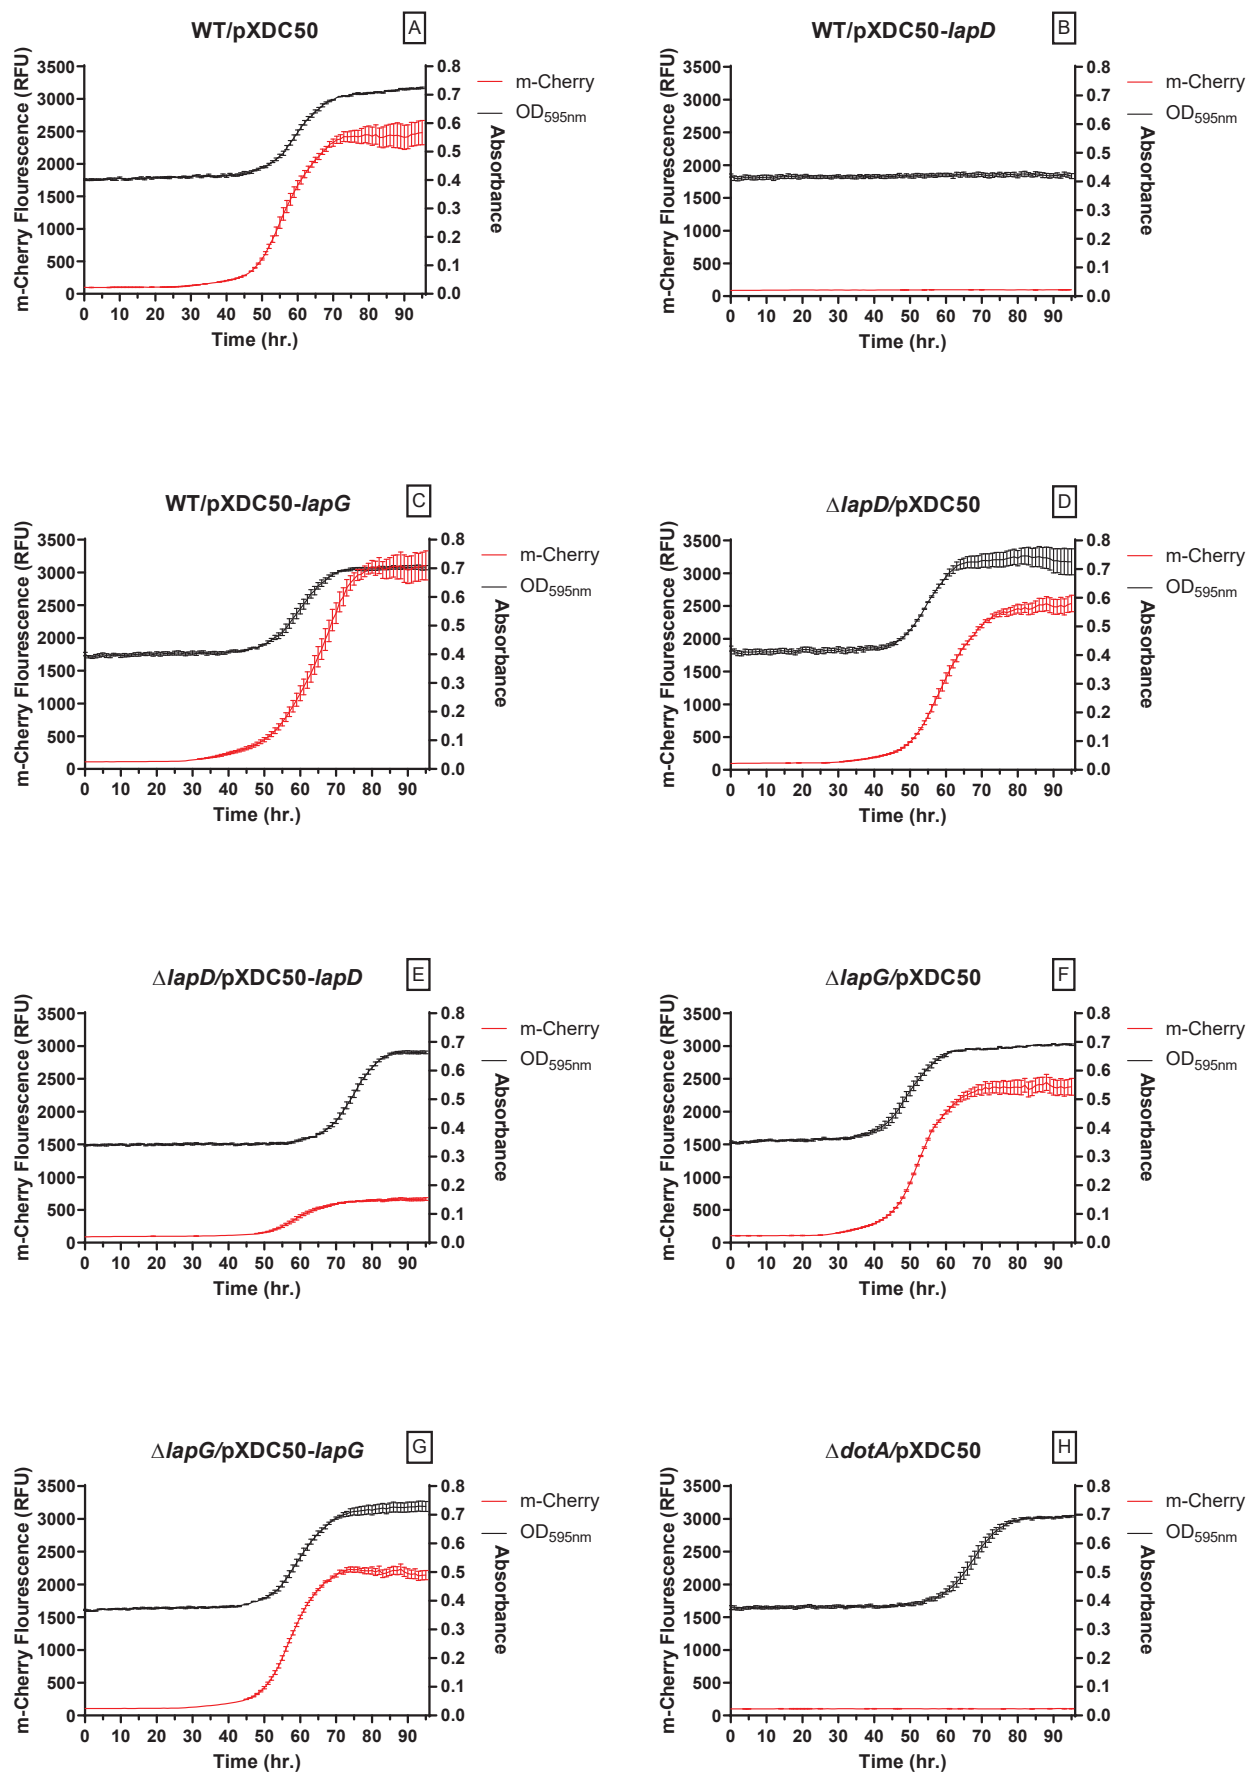 WT/pXDC50 A
m-Cherry Flourescence (RFU)
3500
3000
2500
2000
1500
1000
500
0
0 10 20 30 40 50 60 70 80 90
Time (hr.)
0.8
0.7
0.6
0.5
0.4
0.3
0.2
0.1
0.0
Absorbance
m-Cherry
OD595nm
WT/pXDC50-lapD B
m-Cherry Flourescence (RFU)
3500
3000
2500
2000
1500
1000
500
0
0 10 20 30 40 50 60 70 80 90
Time (hr.)
0.8
0.7
0.6
0.5
0.4
0.3
0.2
0.1
0.0
Absorbance
m-Cherry
OD595nm
WT/pXDC50-lapG C
m-Cherry Flourescence (RFU)
3500
3000
2500
2000
1500
1000
500
0
0 10 20 30 40 50 60 70 80 90
Time (hr.)
0.8
0.7
0.6
0.5
0.4
0.3
0.2
0.1
0.0
Absorbance
m-Cherry
OD595nm
ΔlapD/pXDC50 D
m-Cherry Flourescence (RFU)
3500
3000
2500
2000
1500
1000
500
0
0 10 20 30 40 50 60 70 80 90
Time (hr.)
0.8
0.7
0.6
0.5
0.4
0.3
0.2
0.1
0.0
Absorbance
m-Cherry
OD595nm
ΔlapD/pXDC50-lapD E
m-Cherry Flourescence (RFU)
3500
3000
2500
2000
1500
1000
500
0
0 10 20 30 40 50 60 70 80 90
Time (hr.)
0.8
0.7
0.6
0.5
0.4
0.3
0.2
0.1
0.0
Absorbance
m-Cherry
OD595nm
ΔlapG/pXDC50 F
m-Cherry Flourescence (RFU)
3500
3000
2500
2000
1500
1000
500
0
0 10 20 30 40 50 60 70 80 90
Time (hr.)
0.8
0.7
0.6
0.5
0.4
0.3
0.2
0.1
0.0
Absorbance
m-Cherry
OD595nm
ΔlapG/pXDC50-lapG G
m-Cherry Flourescence (RFU)
3500
3000
2500
2000
1500
1000
500
0
0 10 20 30 40 50 60 70 80 90
Time (hr.)
0.8
0.7
0.6
0.5
0.4
0.3
0.2
0.1
0.0
Absorbance
m-Cherry
OD595nm
ΔdotA/pXDC50 H
m-Cherry Flourescence (RFU)
3500
3000
2500
2000
1500
1000
500
0
0 10 20 30 40 50 60 70 80 90
Time (hr.)
0.8
0.7
0.6
0.5
0.4
0.3
0.2
0.1
0.0
Absorbance
m-Cherry
OD595nm